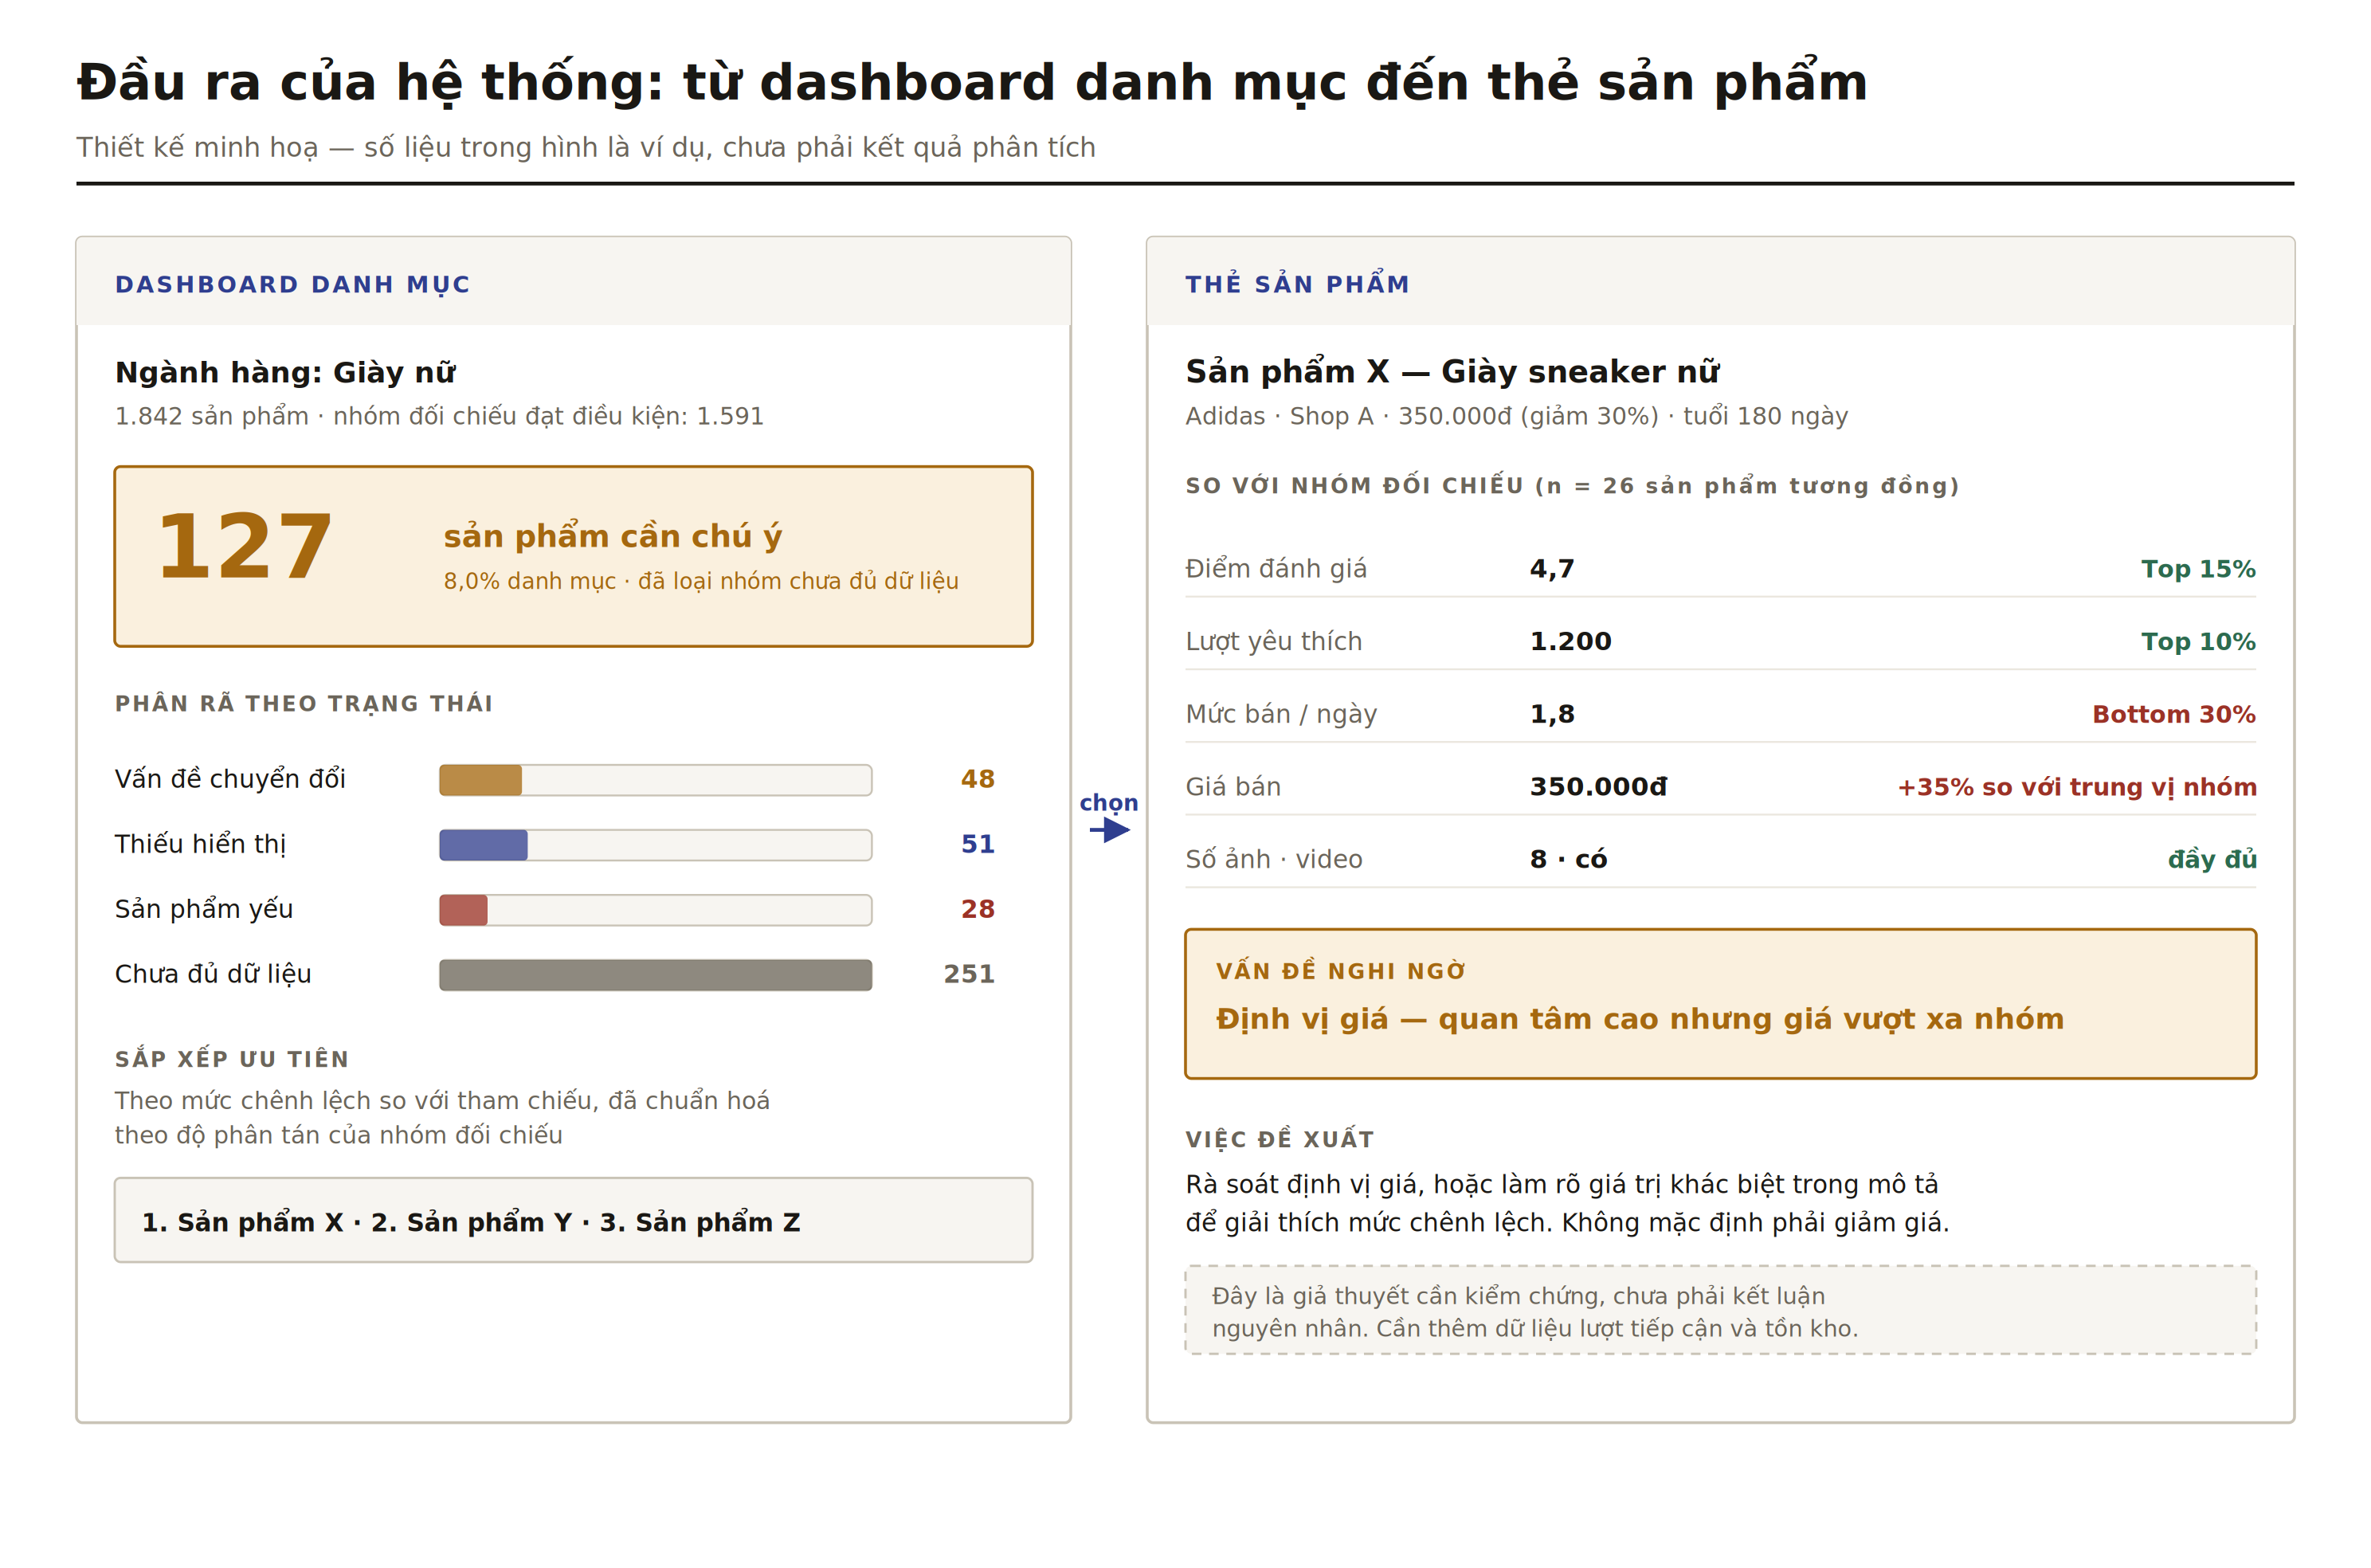 Đầu ra của hệ thống: từ dashboard danh mục đến thẻ sản phẩm
Thiết kế minh hoạ — số liệu trong hình là ví dụ, chưa phải kết quả phân tích
DASHBOARD DANH MỤC
Ngành hàng: Giày nữ
1.842 sản phẩm · nhóm đối chiếu đạt điều kiện: 1.591
127
sản phẩm cần chú ý
8,0% danh mục · đã loại nhóm chưa đủ dữ liệu
PHÂN RÃ THEO TRẠNG THÁI
Vấn đề chuyển đổi 48
Thiếu hiển thị 51
Sản phẩm yếu 28
Chưa đủ dữ liệu 251
SẮP XẾP ƯU TIÊN
Theo mức chênh lệch so với tham chiếu, đã chuẩn hoá
theo độ phân tán của nhóm đối chiếu
1. Sản phẩm X · 2. Sản phẩm Y · 3. Sản phẩm Z
chọn
THẺ SẢN PHẨM
Sản phẩm X — Giày sneaker nữ
Adidas · Shop A · 350.000đ (giảm 30%) · tuổi 180 ngày
SO VỚI NHÓM ĐỐI CHIẾU (n = 26 sản phẩm tương đồng)
Điểm đánh giá 4,7 Top 15%
Lượt yêu thích 1.200 Top 10%
Mức bán / ngày 1,8 Bottom 30%
Giá bán 350.000đ +35% so với trung vị nhóm
Số ảnh · video 8 · có đầy đủ
VẤN ĐỀ NGHI NGỜ
Định vị giá — quan tâm cao nhưng giá vượt xa nhóm
VIỆC ĐỀ XUẤT
Rà soát định vị giá, hoặc làm rõ giá trị khác biệt trong mô tả
để giải thích mức chênh lệch. Không mặc định phải giảm giá.
Đây là giả thuyết cần kiểm chứng, chưa phải kết luận
nguyên nhân. Cần thêm dữ liệu lượt tiếp cận và tồn kho.